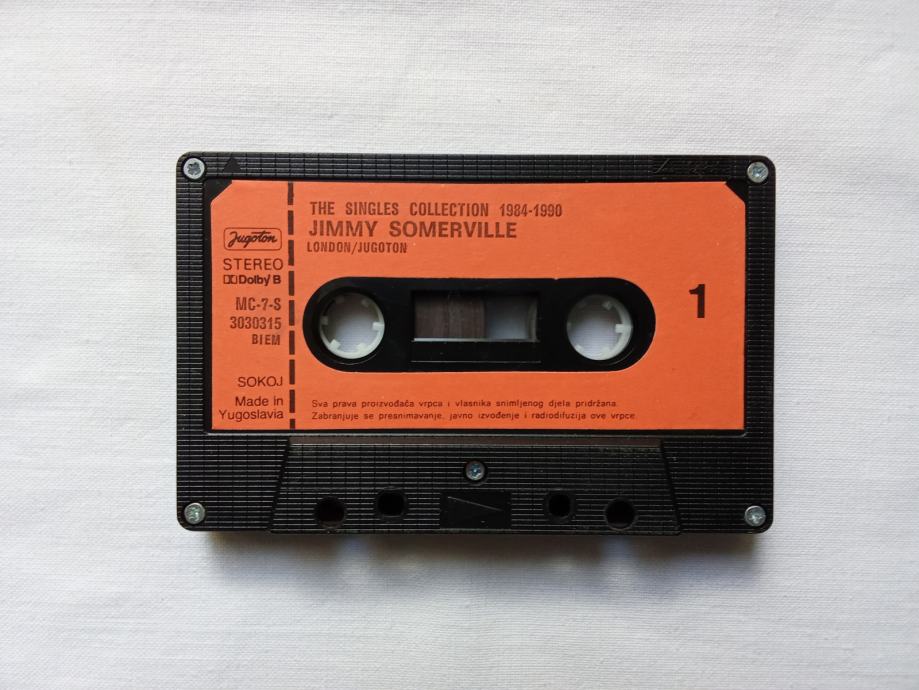 THE SINGLES COLLECTION 1984-1990
JIMMY SOMERVILLE
LONDON/JUGOTON
Jugoton
STEREO
Dolby B
MC-7-S
3030315
BIEM
SOKOJ
Made in
Yugoslavia
1
Sva prava proizvođača vrpca i vlasnika snimljenog djela pridržana.
Zabranjuje se presnimavanje, javno izvođenje i radiodifuzija ove vrpce.